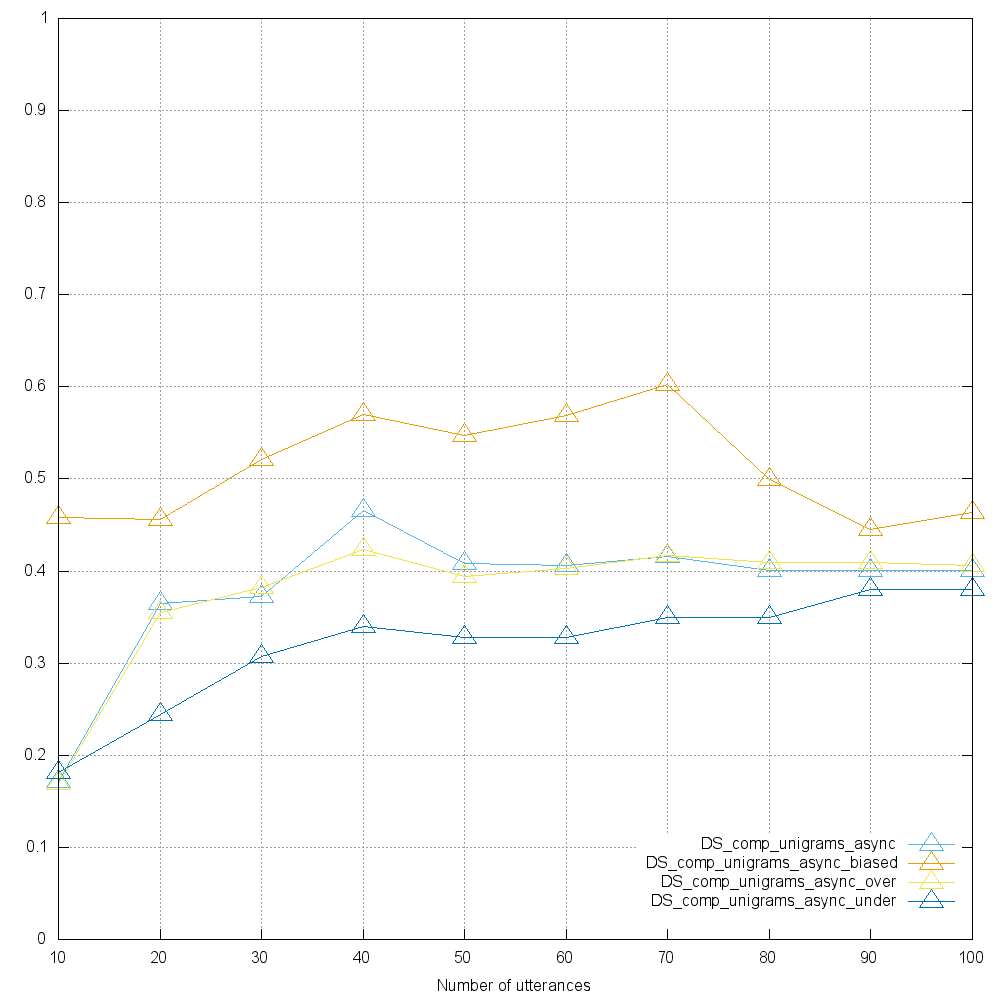 1
0.9
0.8
0.7
0.6
0.5
0.4
0.3
0.2
0.1
0
DS_comp_unigrams_async
DS_comp_unigrams_async_biased
DS_comp_unigrams_async_over
DS_comp_unigrams_async_under
10 20 30 40 50 60 70 80 90 100
Number of utterances